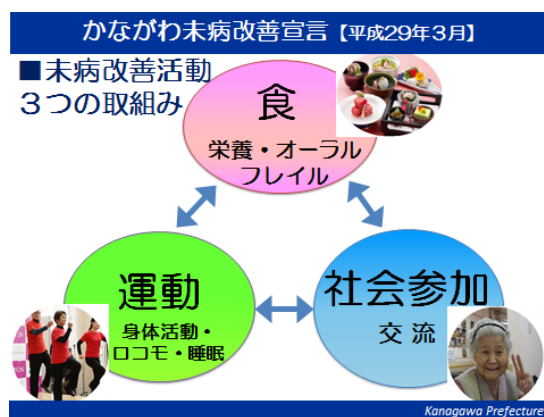 かながわ未病改善宣言【平成29年3月】
■未病改善活動
３つの取組み
食
栄養・オーラル
フレイル
運動
身体活動・
ロコモ・睡眠
社会参加
交 流
Kanagawa Prefecture